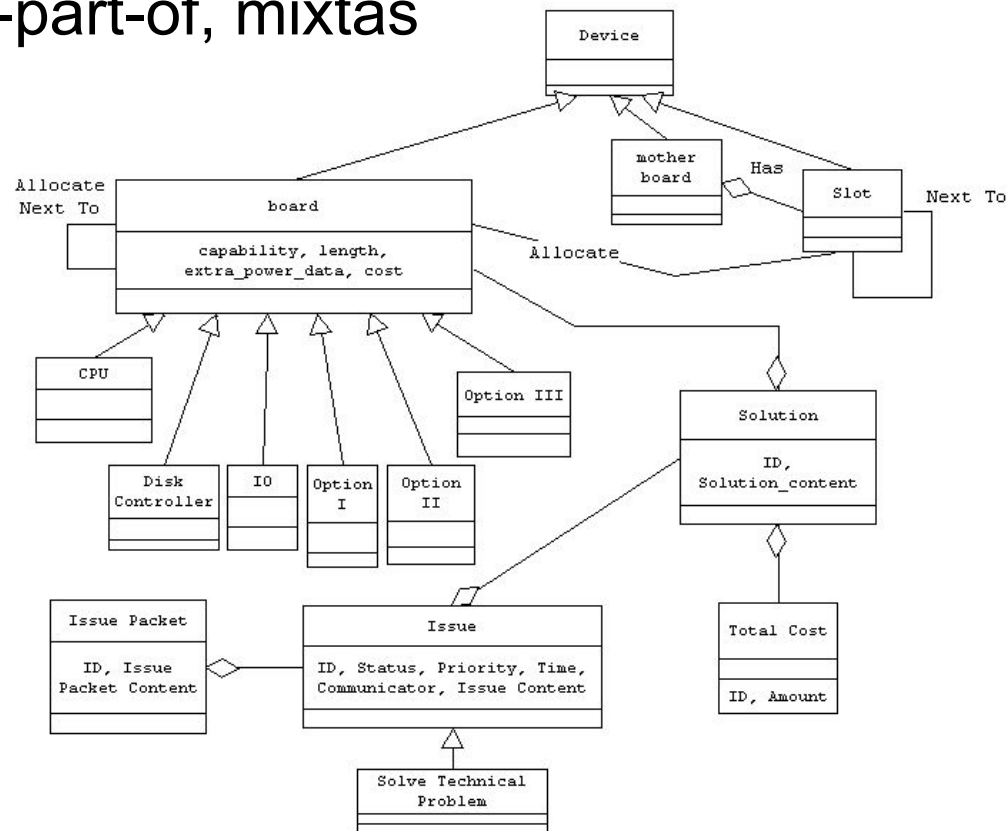 -part-of, mixtas
Device
mother
board
Has
Slot
Next To
Allocate
Next To
board
capability, length,
extra_power_data, cost
Allocate
CPU
Option III
Disk
Controller
IO
Option
I
Option
II
Solution
ID,
Solution_content
Issue Packet
ID, Issue
Packet Content
Issue
ID, Status, Priority, Time,
Communicator, Issue Content
Total Cost
ID, Amount
Solve Technical
Problem